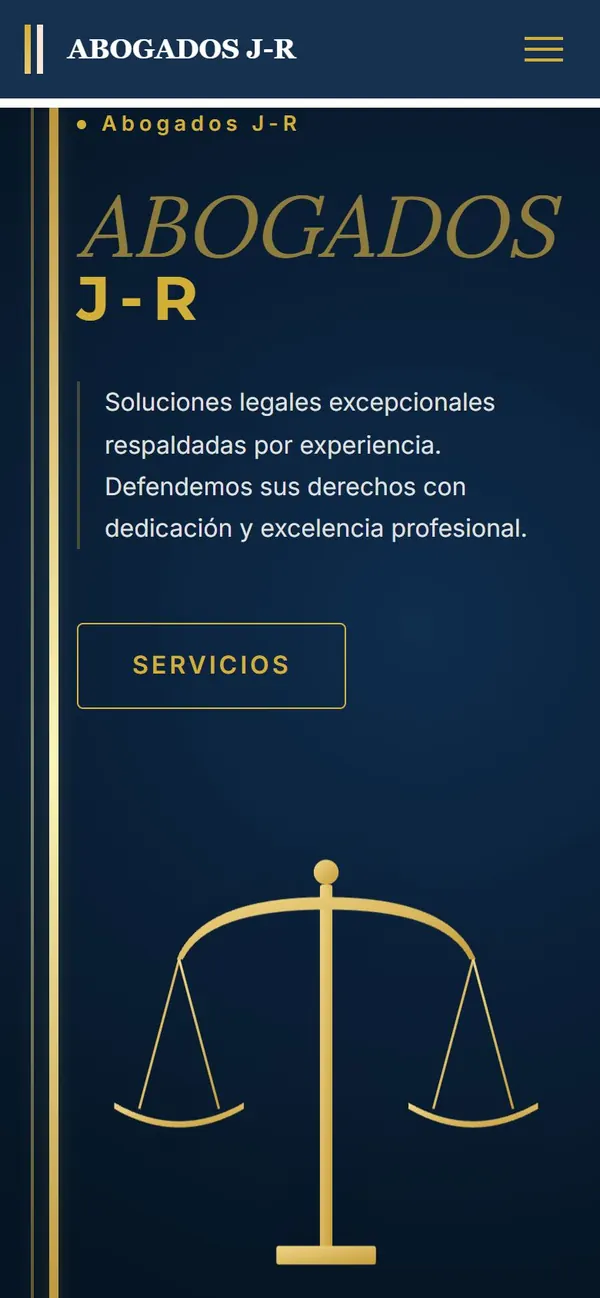 ABOGADOS J-R
Abogados J-R
ABOGADOS
J-R
Soluciones legales excepcionales
respaldadas por experiencia.
Defendemos sus derechos con
dedicación y excelencia profesional.
SERVICIOS